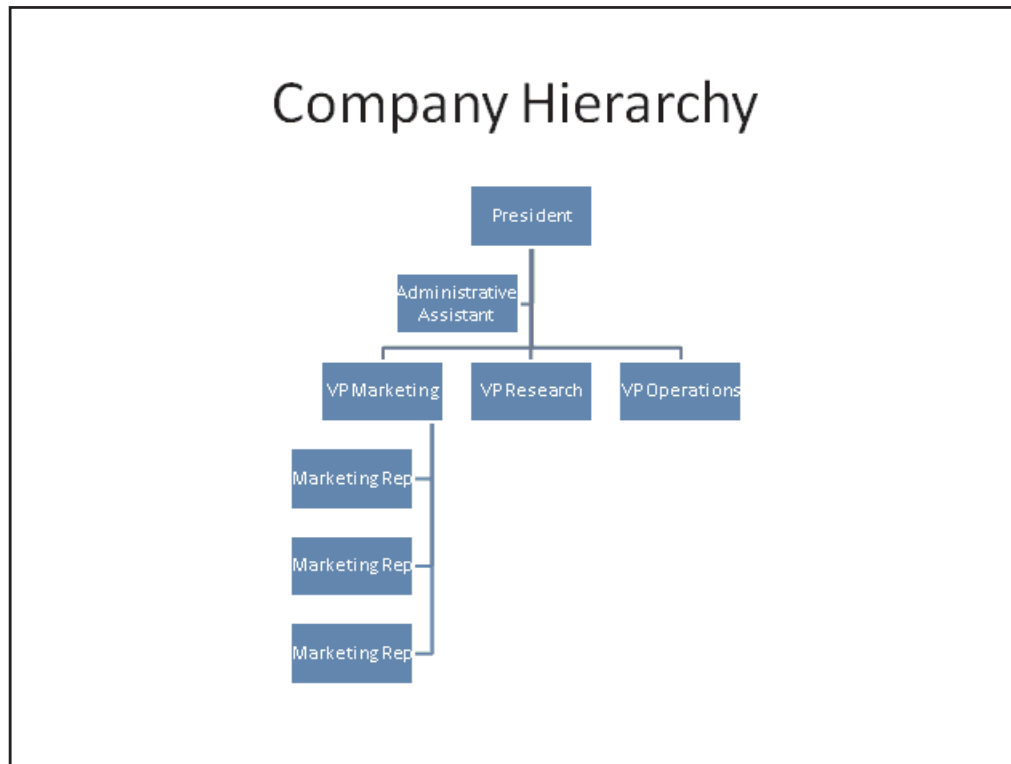 Company Hierarchy
President
Administrative
Assistant
VP Marketing
VP Research
VP Operations
Marketing Rep
Marketing Rep
Marketing Rep